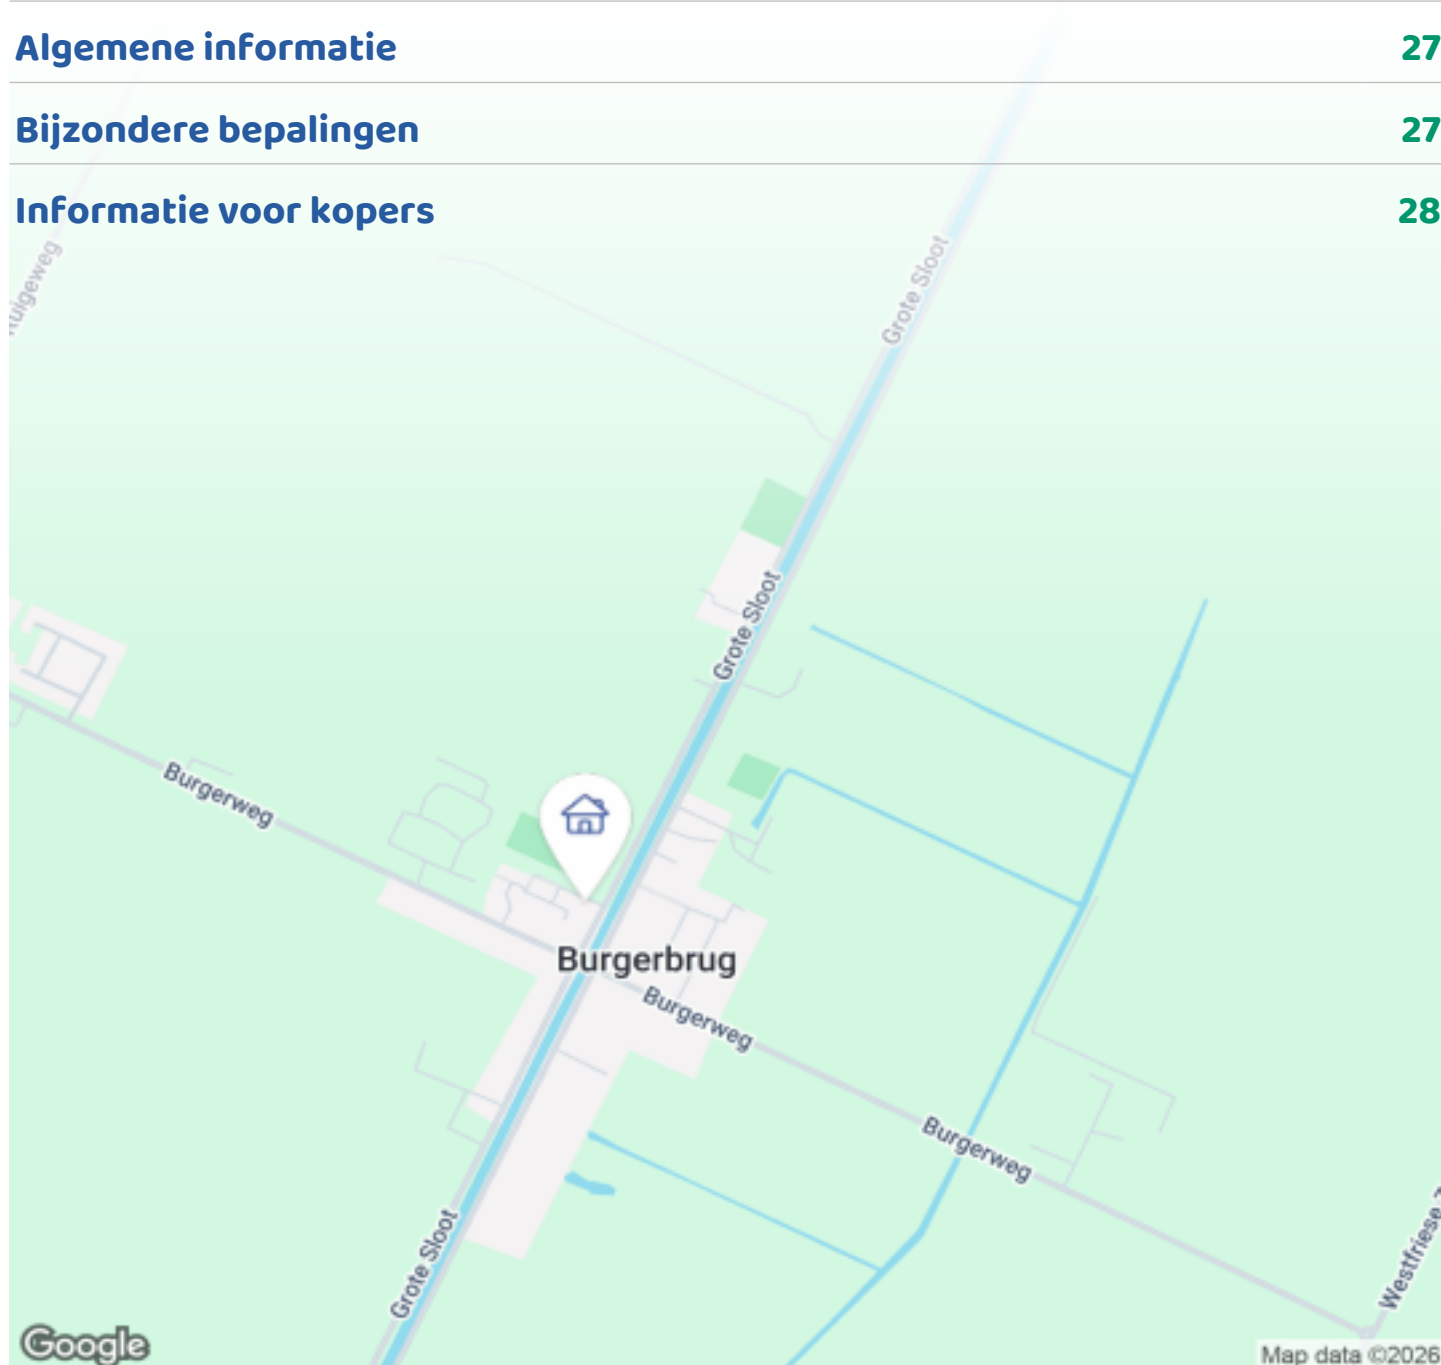 Algemene informatie 27
Bijzondere bepalingen 27
Informatie voor kopers 28
Grote Sloot
Grote Sloot
Burgerweg
Burgerbrug
Burgerweg
Burgerweg
Westfriese
Grote Sloot
Google
Map data ©2026